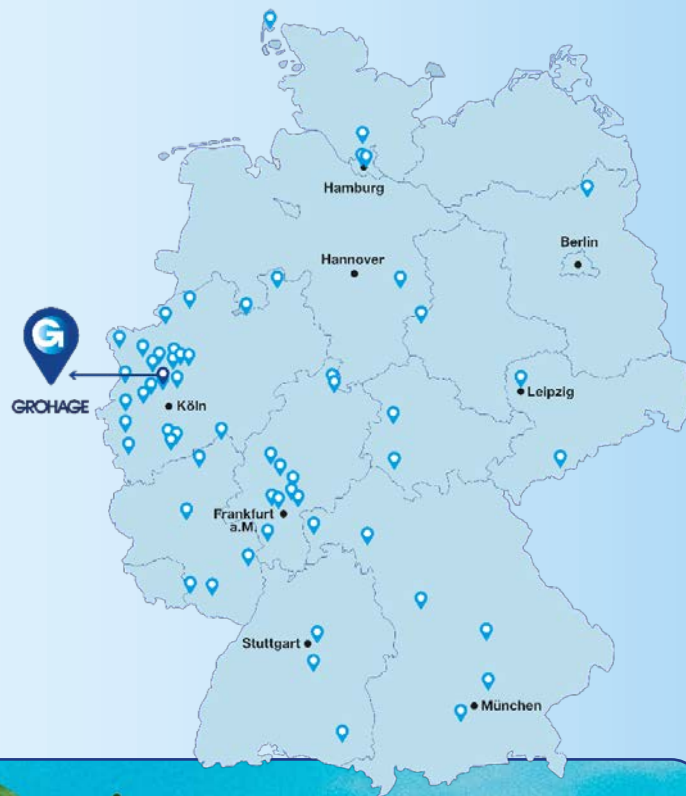 Hamburg
Berlin
Hannover
G
GROHAGE
Leipzig
Köln
Frankfurt
a.M.
Stuttgart
München